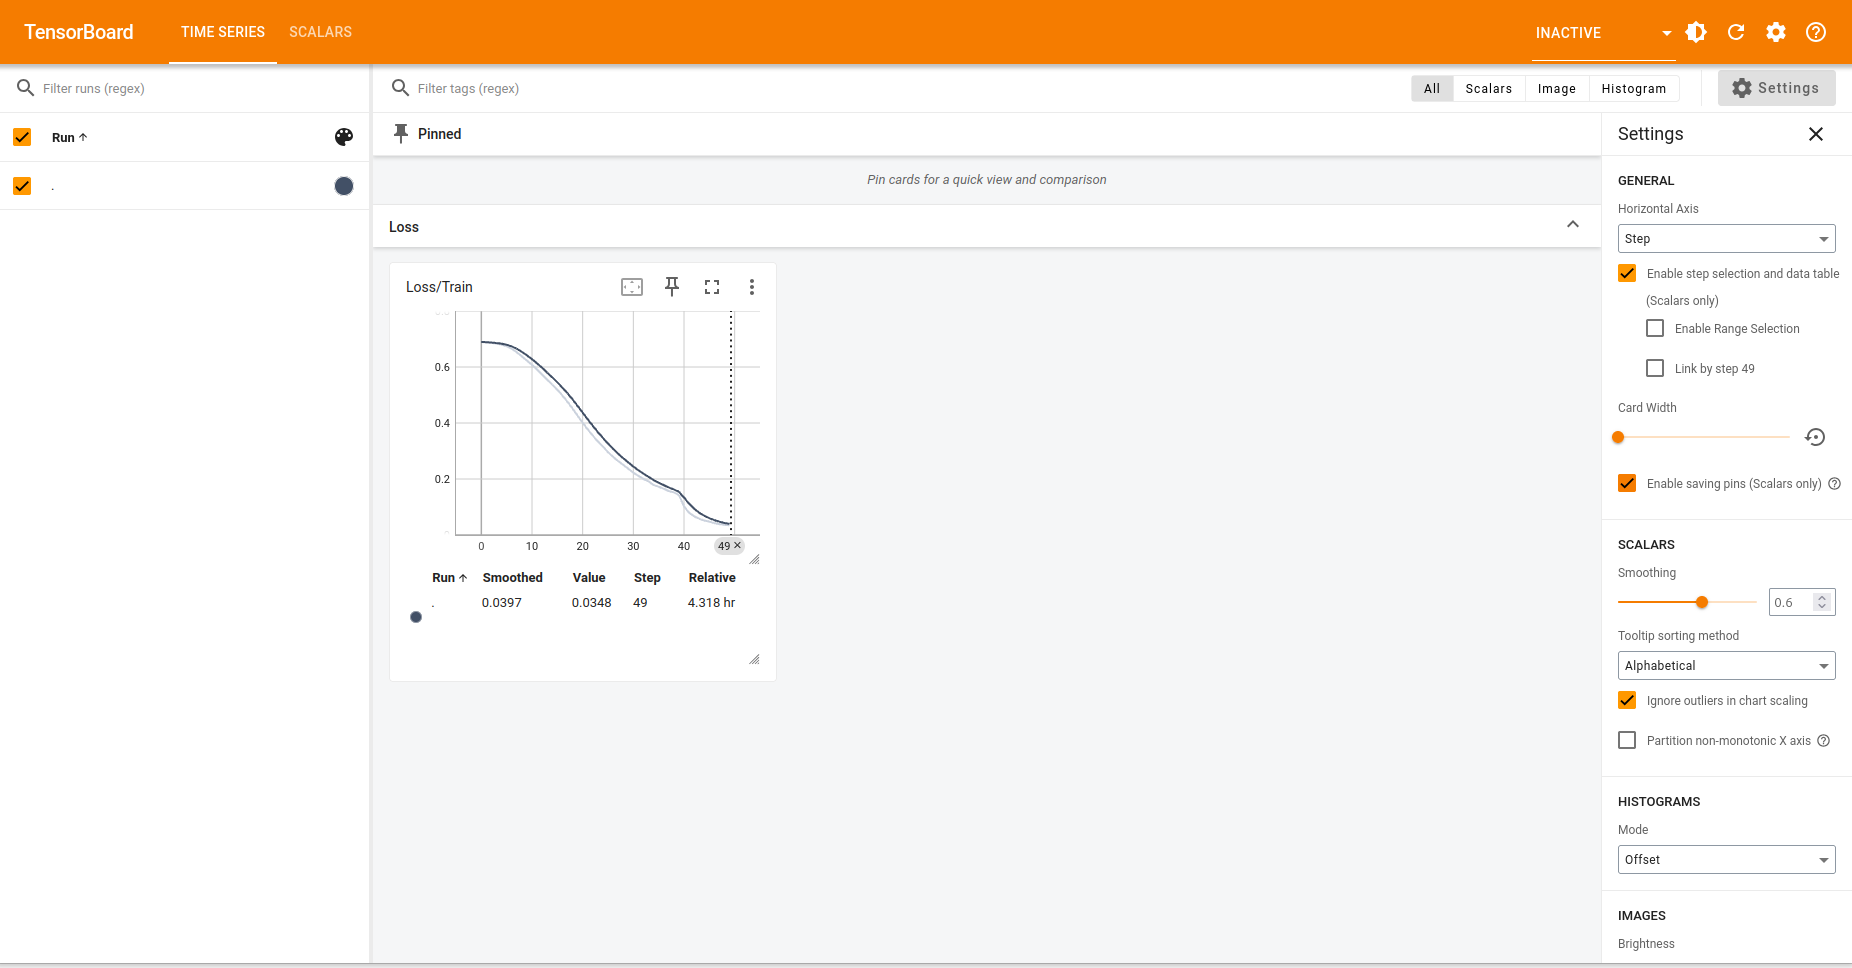 TensorBoard
TIME SERIES
SCALARS
INACTIVE
Filter runs (regex)
Run
.
Filter tags (regex)
All
Scalars
Image
Histogram
Settings
Pinned
Pin cards for a quick view and comparison
Loss
Loss/Train
0.6
0.4
0.2
0 10 20 30 40 49
Run Smoothed Value Step Relative
. 0.0397 0.0348 49 4.318 hr
Settings
GENERAL
Horizontal Axis
Step
Enable step selection and data table
(Scalars only)
Enable Range Selection
Link by step 49
Card Width
Enable saving pins (Scalars only)
SCALARS
Smoothing
0.6
Tooltip sorting method
Alphabetical
Ignore outliers in chart scaling
Partition non-monotonic X axis
HISTOGRAMS
Mode
Offset
IMAGES
Brightness